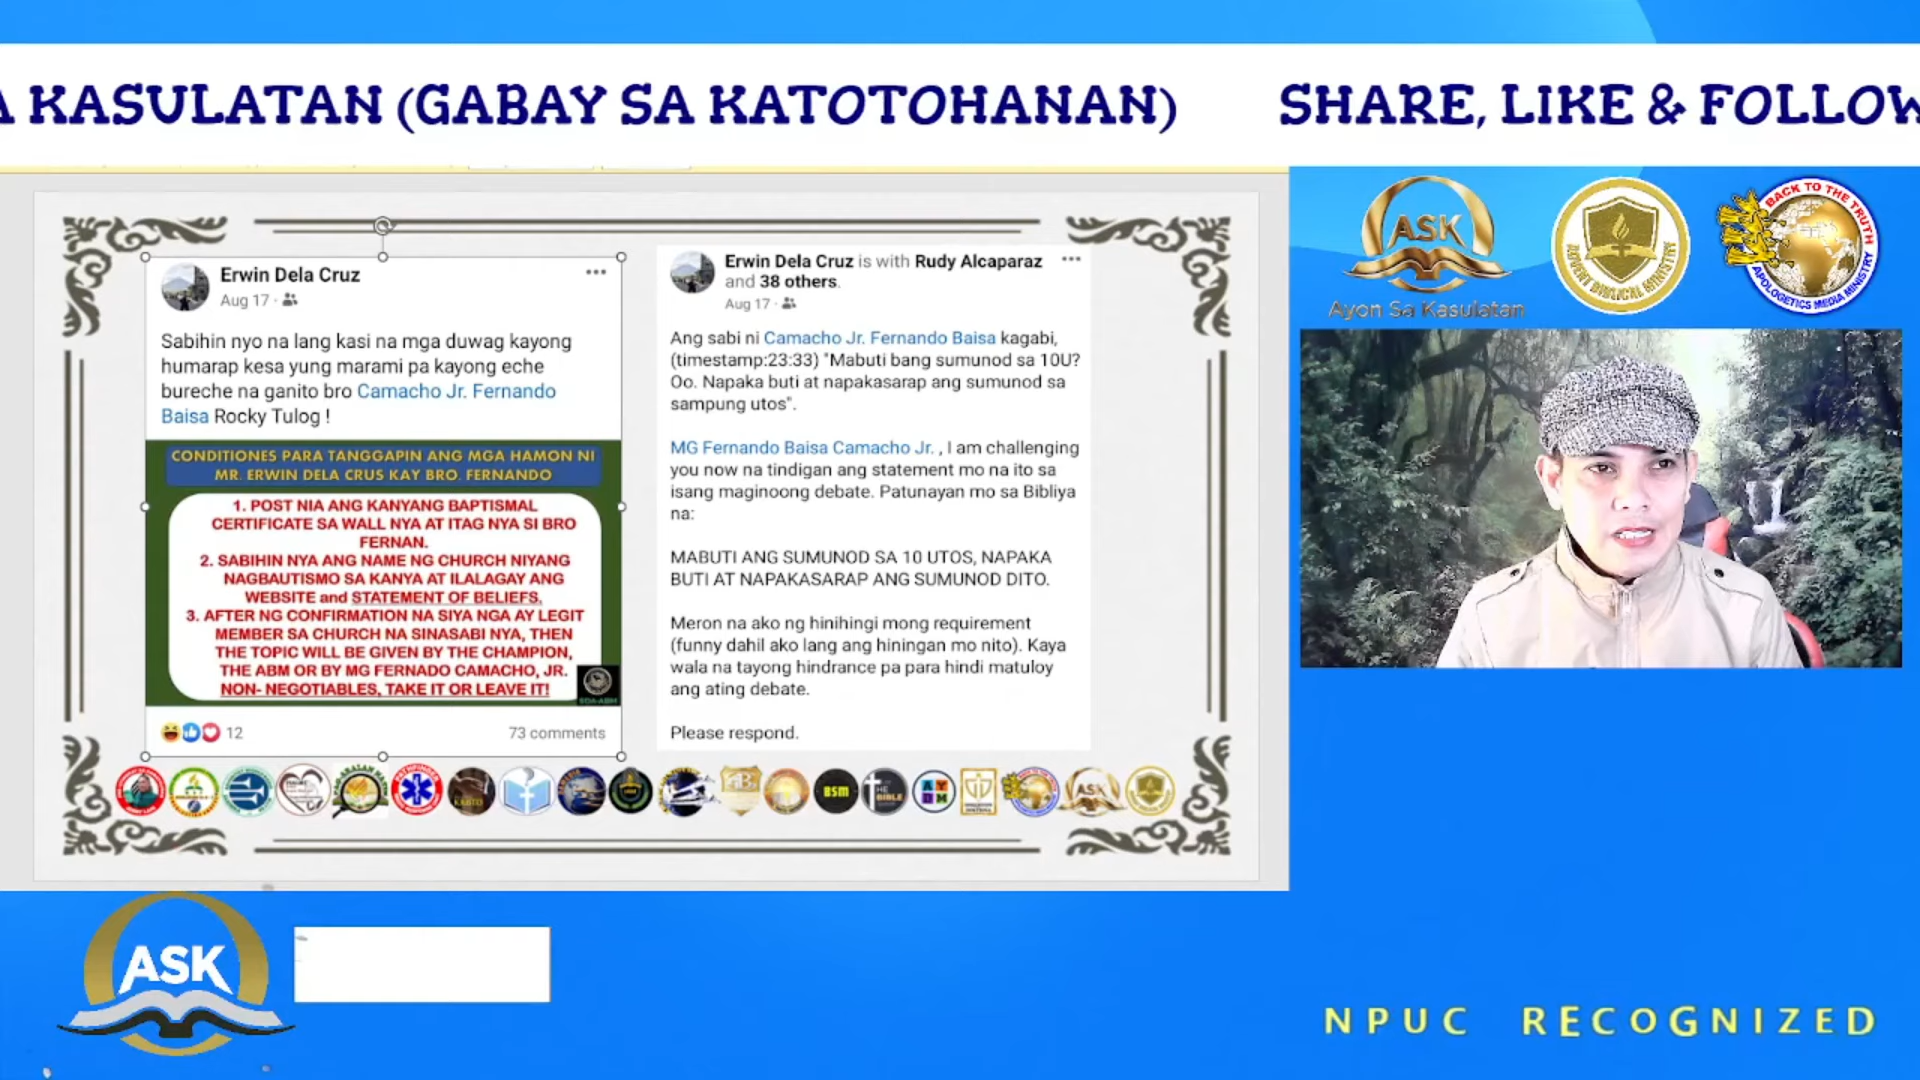 A KASULATAN (GABAY SA KATOTOHANAN) SHARE, LIKE & FOLLOW
Erwin Dela Cruz
Aug 17
Sabihin nyo na lang kasi na mga duwag kayong
humarap kesa yung marami pa kayong eche
bureche na ganito bro Camacho Jr. Fernando
Baisa Rocky Tulog !
CONDITIONES PARA TANGGAPIN ANG MGA HAMON NI
MR. ERWIN DELA CRUS KAY BRO. FERNANDO
1. POST NIA ANG KANYANG BAPTISMAL
CERTIFICATE SA WALL NYA AT ITAG NYA SI BRO
FERNAN.
2. SABIHIN NYA ANG NAME NG CHURCH NIYANG
NAGBAUTISMO SA KANYA AT ILALAGAY ANG
WEBSITE and STATEMENT OF BELIEFS.
3. AFTER NG CONFIRMATION NA SIYA NGA AY LEGIT
MEMBER SA CHURCH NA SINASABI NYA, THEN
THE TOPIC WILL BE GIVEN BY THE CHAMPION,
THE ABM OR BY MG FERNADO CAMACHO, JR.
NON- NEGOTIABLES, TAKE IT OR LEAVE IT!
SDA-ABM
12
73 comments
Erwin Dela Cruz is with Rudy Alcaparaz
and 38 others.
Aug 17
Ang sabi ni Camacho Jr. Fernando Baisa kagabi,
(timestamp:23:33) "Mabuti bang sumunod sa 10U?
Oo. Napaka buti at napakasarap ang sumunod sa
sampung utos".
MG Fernando Baisa Camacho Jr. , I am challenging
you now na tindigan ang statement mo na ito sa
isang maginoong debate. Patunayan mo sa Bibliya
na:
MABUTI ANG SUMUNOD SA 10 UTOS, NAPAKA
BUTI AT NAPAKASARAP ANG SUMUNOD DITO.
Meron na ako ng hinihingi mong requirement
(funny dahil ako lang ang hiningan mo nito). Kaya
wala na tayong hindrance pa para hindi matuloy
ang ating debate.
Please respond.
ASK
Ayon Sa Kasulatan
ADVENT BIBLICAL MINISTRY
BACK TO THE TRUTH
APOLOGETICS MEDIA MINISTRY
BSM
ASK
NPUC RECOGNIZED